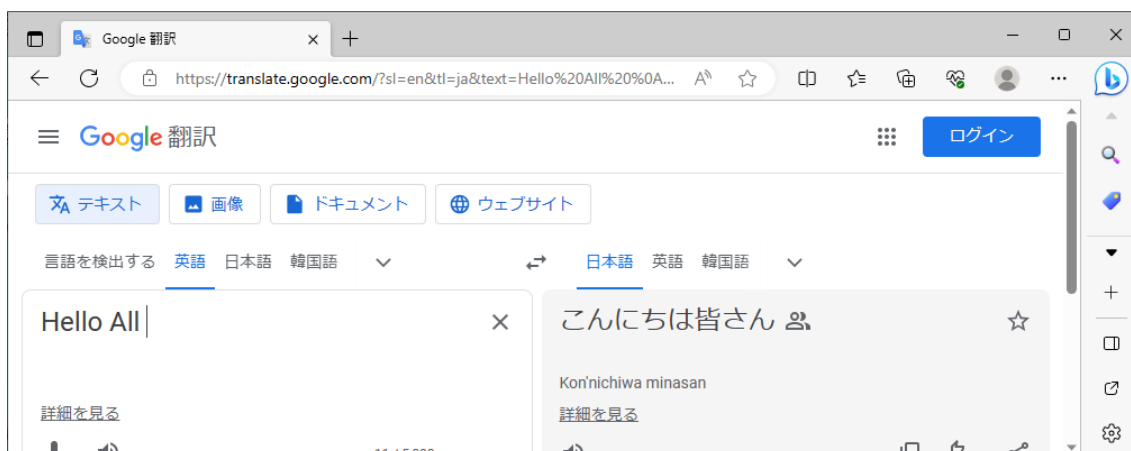 Google 翻訳
https://translate.google.com/?sl=en&tl=ja&text=Hello%20All%20%0A...
Google 翻訳
ログイン
テキスト 画像 ドキュメント ウェブサイト
言語を検出する 英語 日本語 韓国語 日本語 英語 韓国語
Hello All
こんにちは皆さん
Kon'nichiwa minasan
詳細を見る 詳細を見る